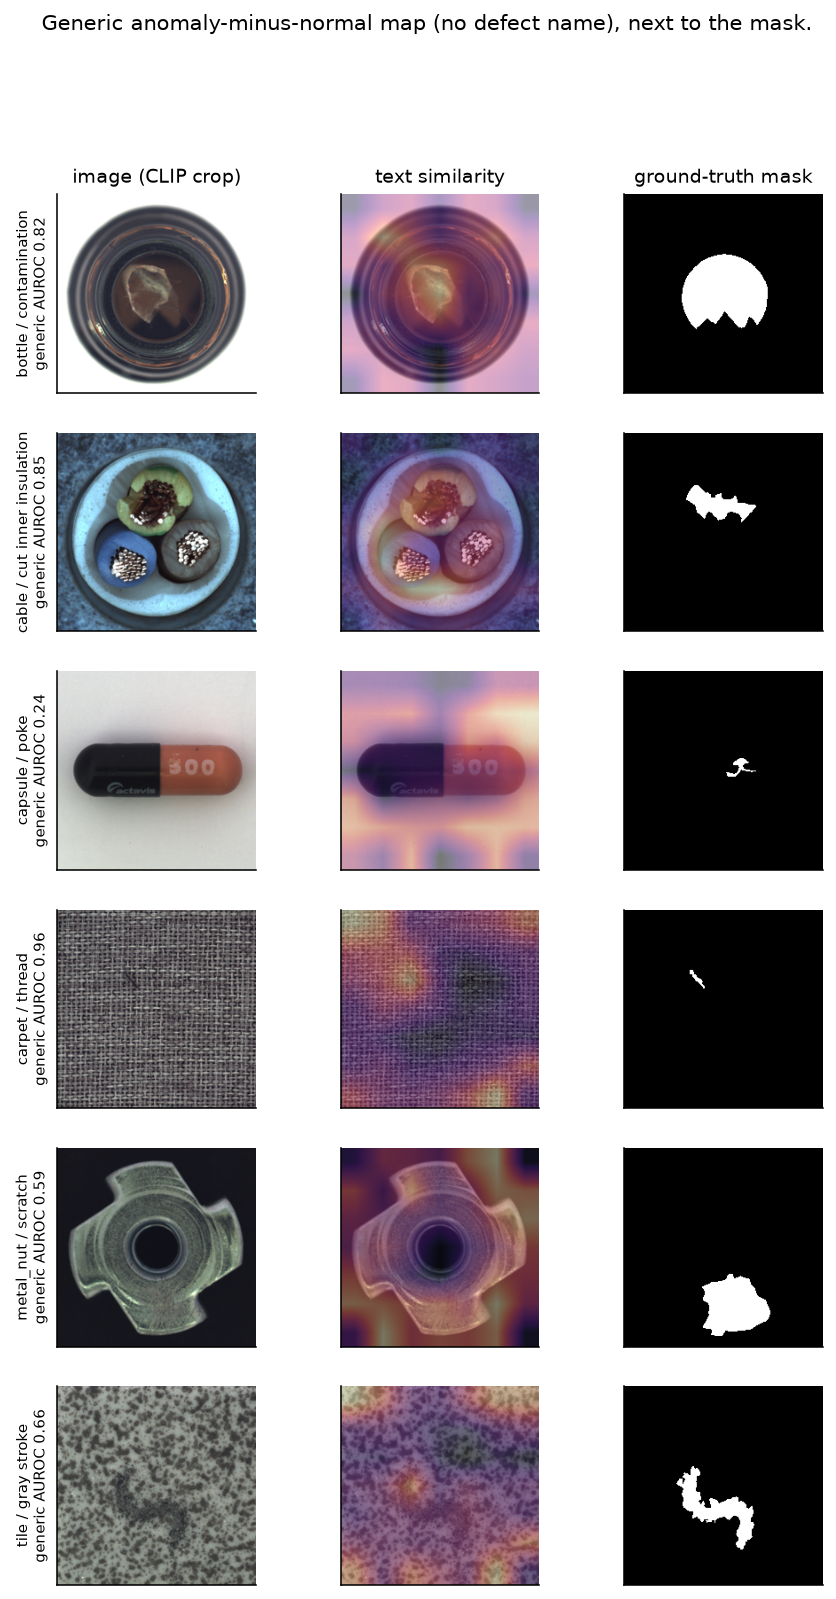 Generic anomaly-minus-normal map (no defect name), next to the mask.
image (CLIP crop)
text similarity
ground-truth mask
bottle / contamination
generic AUROC 0.82
cable / cut inner insulation
generic AUROC 0.85
capsule / poke
generic AUROC 0.24
500
actavis
500
actavis
carpet / thread
generic AUROC 0.96
metal_nut / scratch
generic AUROC 0.59
tile / gray stroke
generic AUROC 0.66